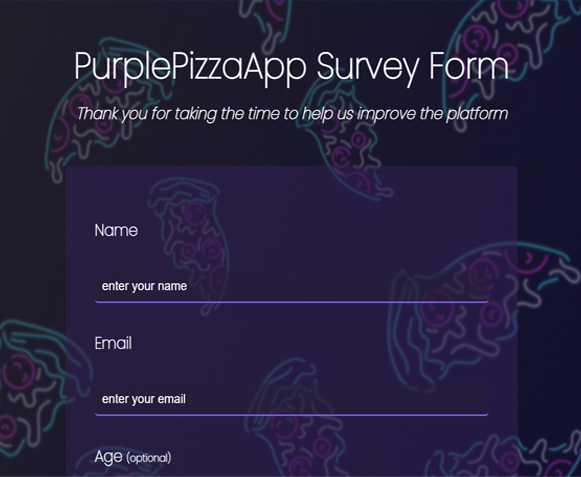 PurplePizzaApp Survey Form
Thank you for taking the time to help us improve the platform
Name
enter your name
Email
enter your email
Age (optional)